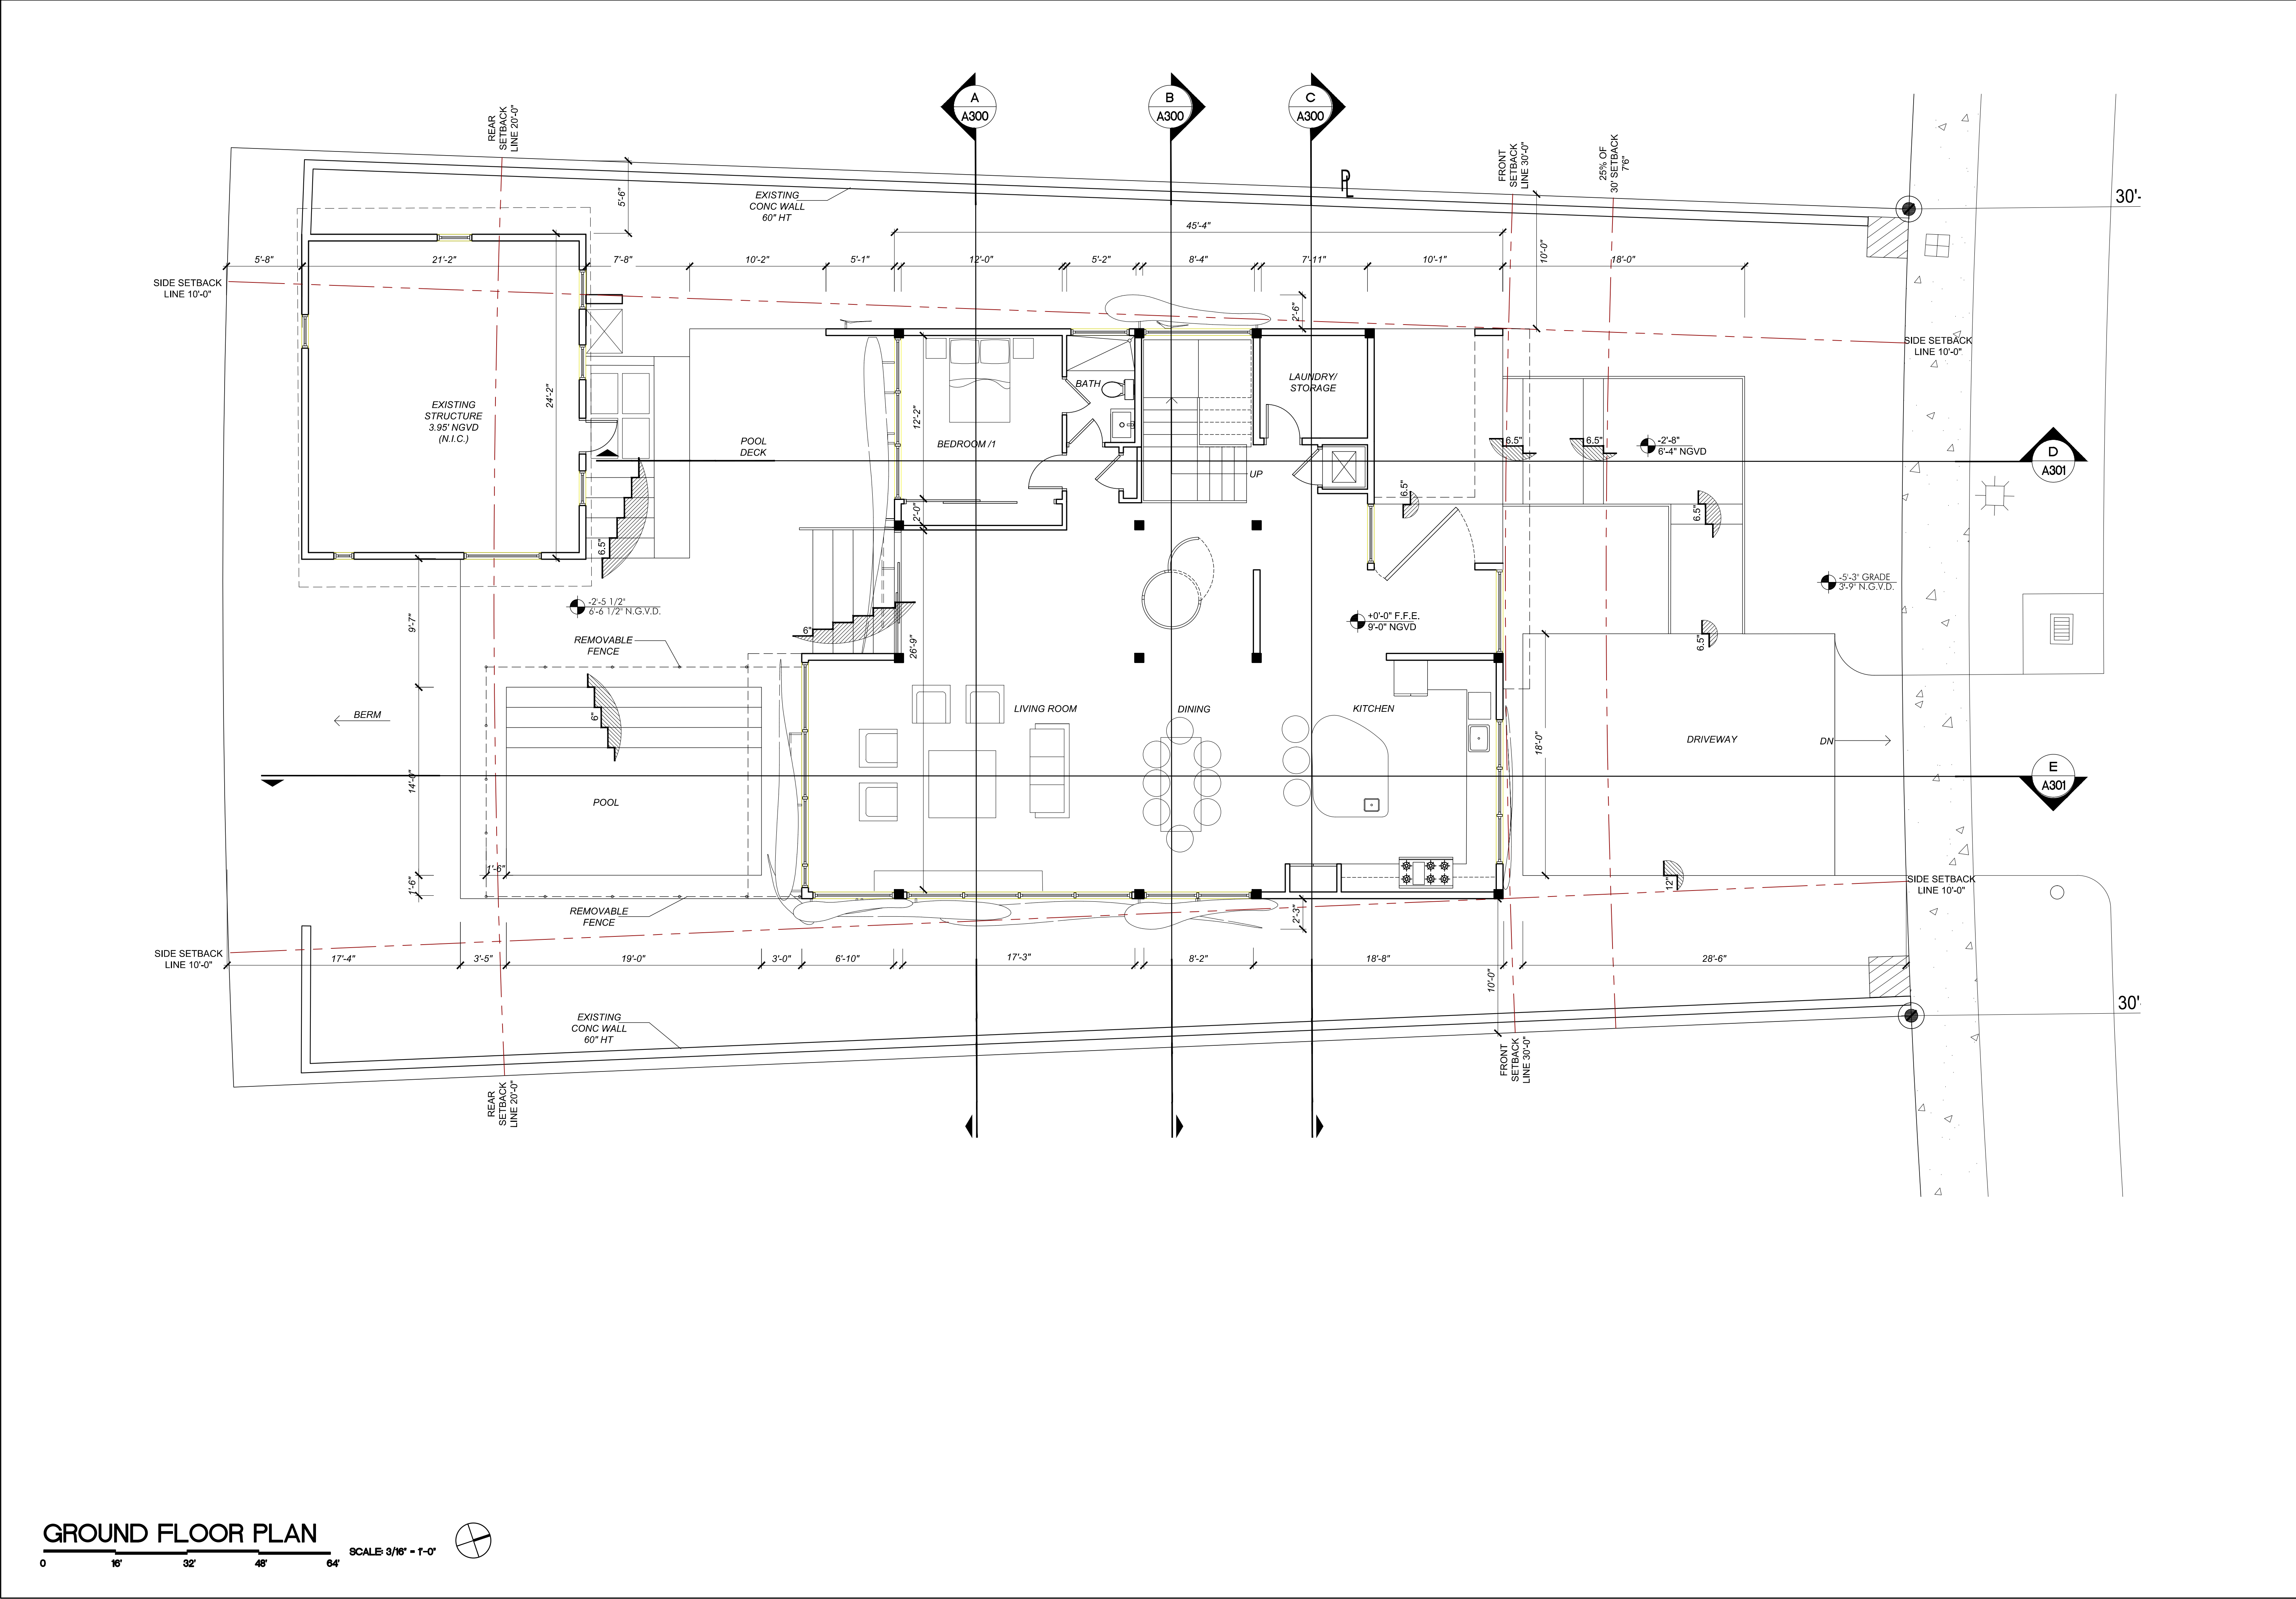 A
A300
B
A300
C
A300
REAR
SETBACK
LINE 20'-0"
FRONT
SETBACK
LINE 30'-0"
25% OF
30' SETBACK
7'6"
PL
5'-6"
EXISTING
CONC WALL
60" HT
30'-
45'-4"
10'-0"
5'-8"
21'-2"
7'-8"
10'-2"
5'-1"
12'-0"
5'-2"
8'-4"
7'-11"
10'-1"
18'-0"
SIDE SETBACK
LINE 10'-0"
2'-6"
SIDE SETBACK
LINE 10'-0"
EXISTING
STRUCTURE
3.95' NGVD
(N.I.C.)
24'-2"
POOL
DECK
12'-2"
BEDROOM /1
BATH
LAUNDRY/
STORAGE
UP
6.5"
6.5"
-2'-8"
6'-4" NGVD
D
A301
2'-0"
6.5"
6.5"
6.5"
-5'-3" GRADE
3'-9" N.G.V.D.
-2'-5 1/2"
6'-6 1/2" N.G.V.D.
9'-7"
6"
26'-9"
+0'-0" F.F.E.
9'-0" NGVD
6.5"
REMOVABLE
FENCE
BERM
6"
LIVING ROOM
DINING
KITCHEN
18'-0"
DRIVEWAY
DN
14'-0"
POOL
E
A301
1'-6"
1'-6"
12"
SIDE SETBACK
LINE 10'-0"
REMOVABLE
FENCE
2'-3"
SIDE SETBACK
LINE 10'-0"
17'-4"
3'-5"
19'-0"
3'-0"
6'-10"
17'-3"
8'-2"
18'-8"
28'-6"
10'-0"
30'-
EXISTING
CONC WALL
60" HT
REAR
SETBACK
LINE 20'-0"
FRONT
SETBACK
LINE 30'-0"
GROUND FLOOR PLAN
SCALE: 3/16" = 1'-0"
0 16' 32' 48' 64'